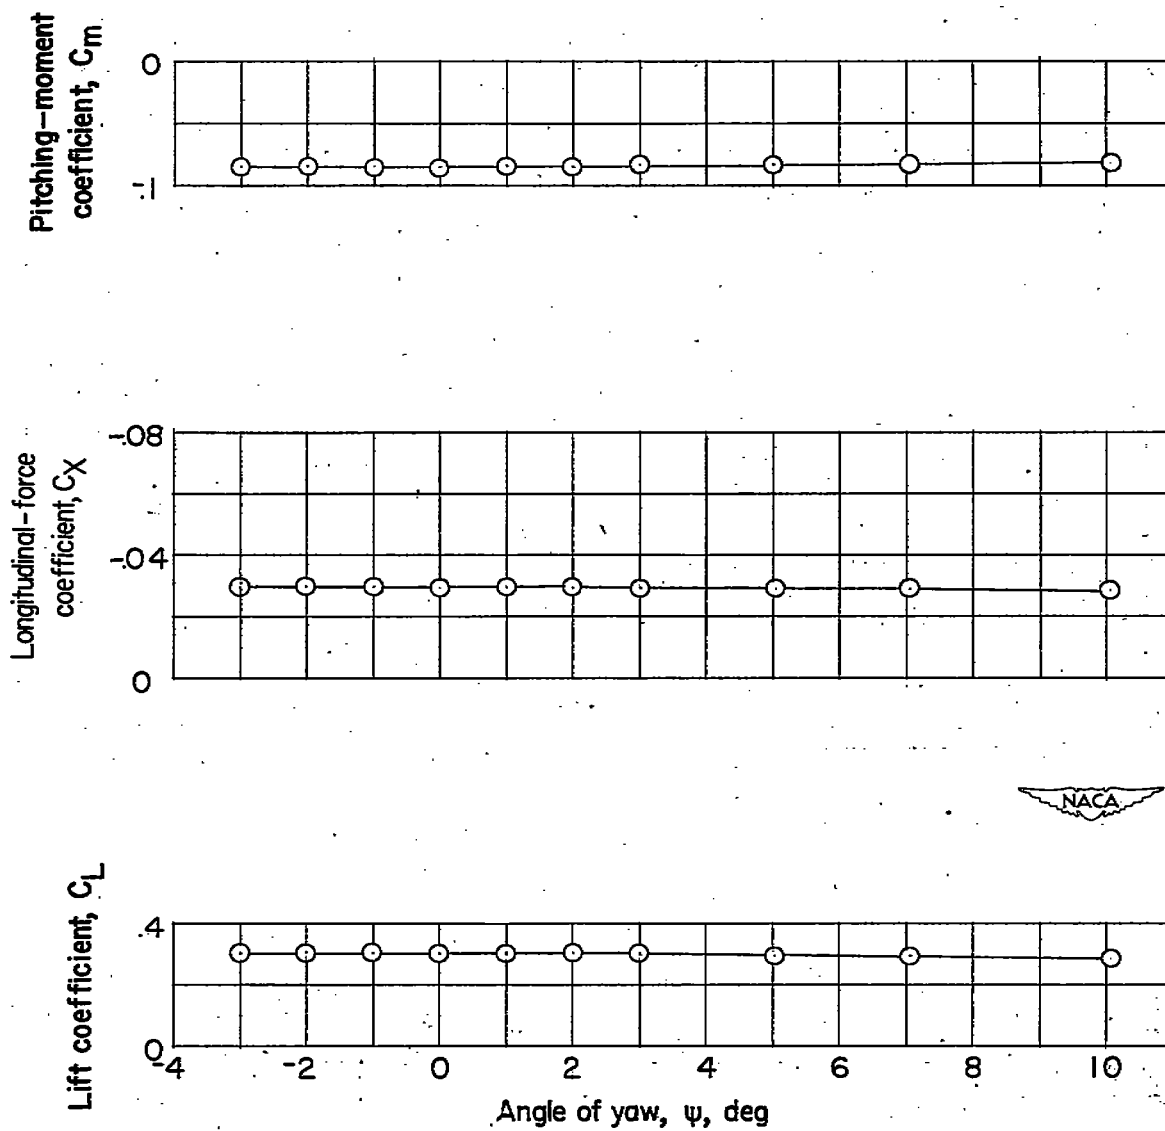 Pitching-moment
coefficient, Cm
0
-.1
Longitudinal-force
coefficient, CX
-.08
-.04
0
NACA
Lift coefficient, CL
.4
0
-4 -2 0 2 4 6 8 10
Angle of yaw, ψ, deg